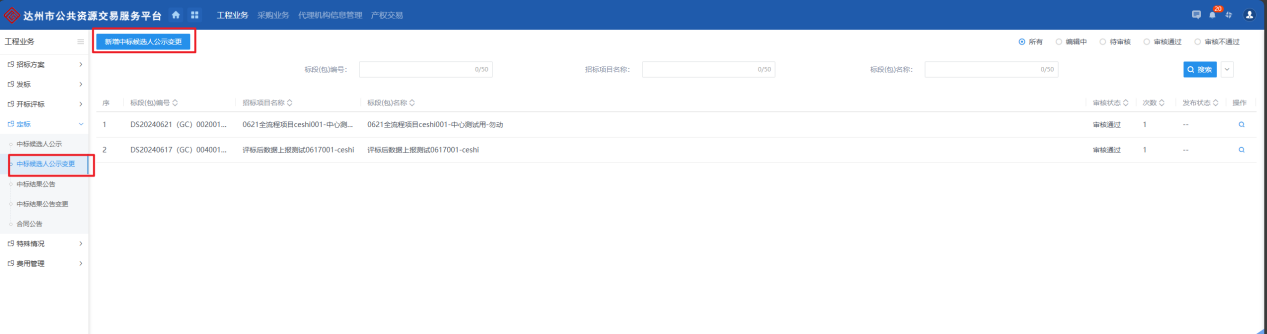 达州市公共资源交易服务平台 工程业务 采购业务 代理机构信息管理 产权交易 20
工程业务
新增中标候选人公示变更
所有 编辑中 待审核 审核通过 审核不通过
招标方案
发标
开标评标
定标
中标候选人公示
中标候选人公示变更
中标结果公告
中标结果公告变更
合同公告
特殊情况
费用管理
标段(包)编号: 0/50 招标项目名称: 0/50 标段(包)名称: 0/50 搜索
序 标段(包)编号 招标项目名称 标段(包)名称 审核状态 次数 发布状态 操作
1 DS20240621（GC）002001... 0621全流程项目ceshi001-中心测... 0621全流程项目ceshi001-中心测试用-勿动 审核通过 1 --
2 DS20240617（GC）004001... 评标后数据上报测试0617001-ceshi 评标后数据上报测试0617001-ceshi 审核通过 1 --